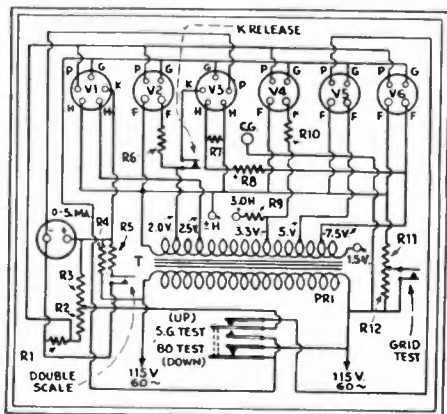 K RELEASE
P G P G G P P G P G P G
V1 K V2 K V3 V4 V5 V6
H H F F H H F F F F F F
C.G
R6 R7 R10
R8
0-5 MA.
- +
R4 R5
2.0V 2.5V ±H 3.0H R9 3.3V 5.V 7.5V 1.5V R11
T
R3
R2
PRI
R1
(UP)
S.G. TEST
BO TEST
(DOWN)
R12
GRID
TEST
DOUBLE
SCALE
115 V.
60~
115 V.
60~